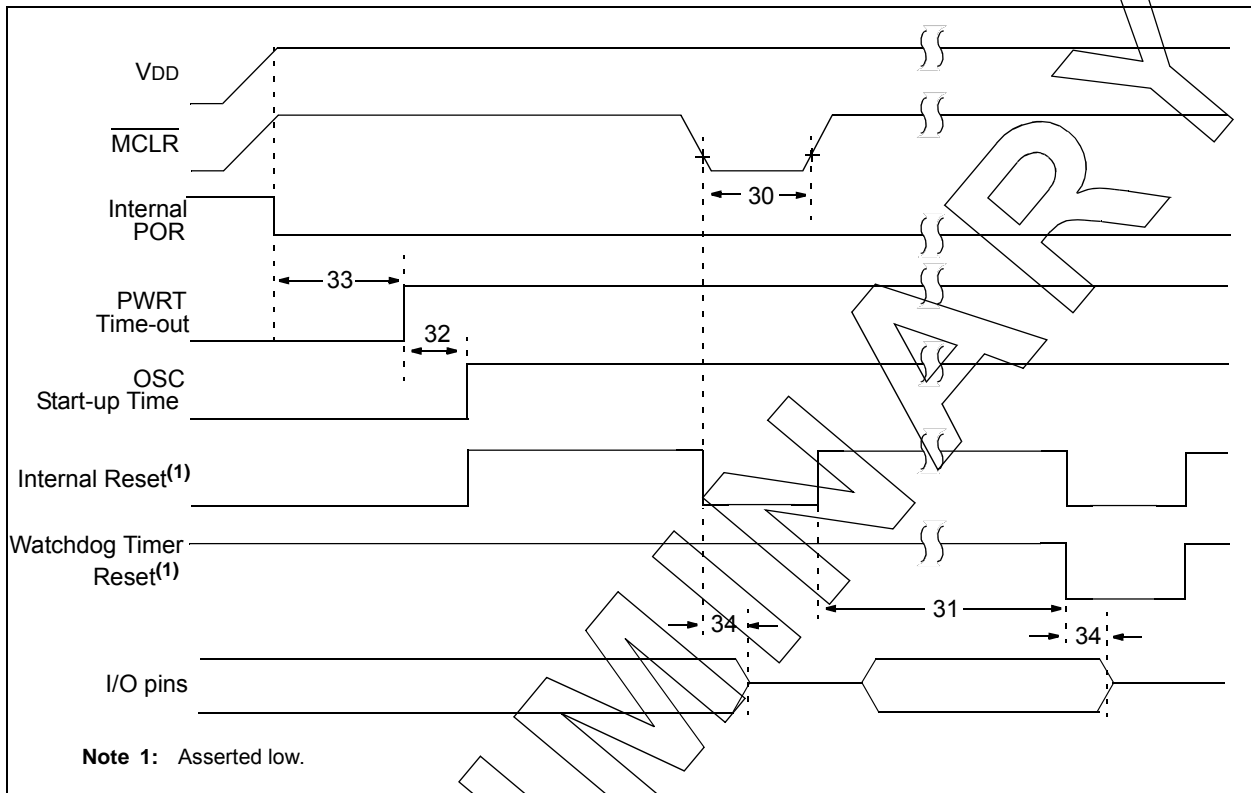 VDD
MCLR
Internal
POR
30
33
PWRT
Time-out
32
OSC
Start-up Time
Internal Reset(1)
Watchdog Timer
Reset(1)
31
34
34
I/O pins
Note 1: Asserted low.
IMINARY